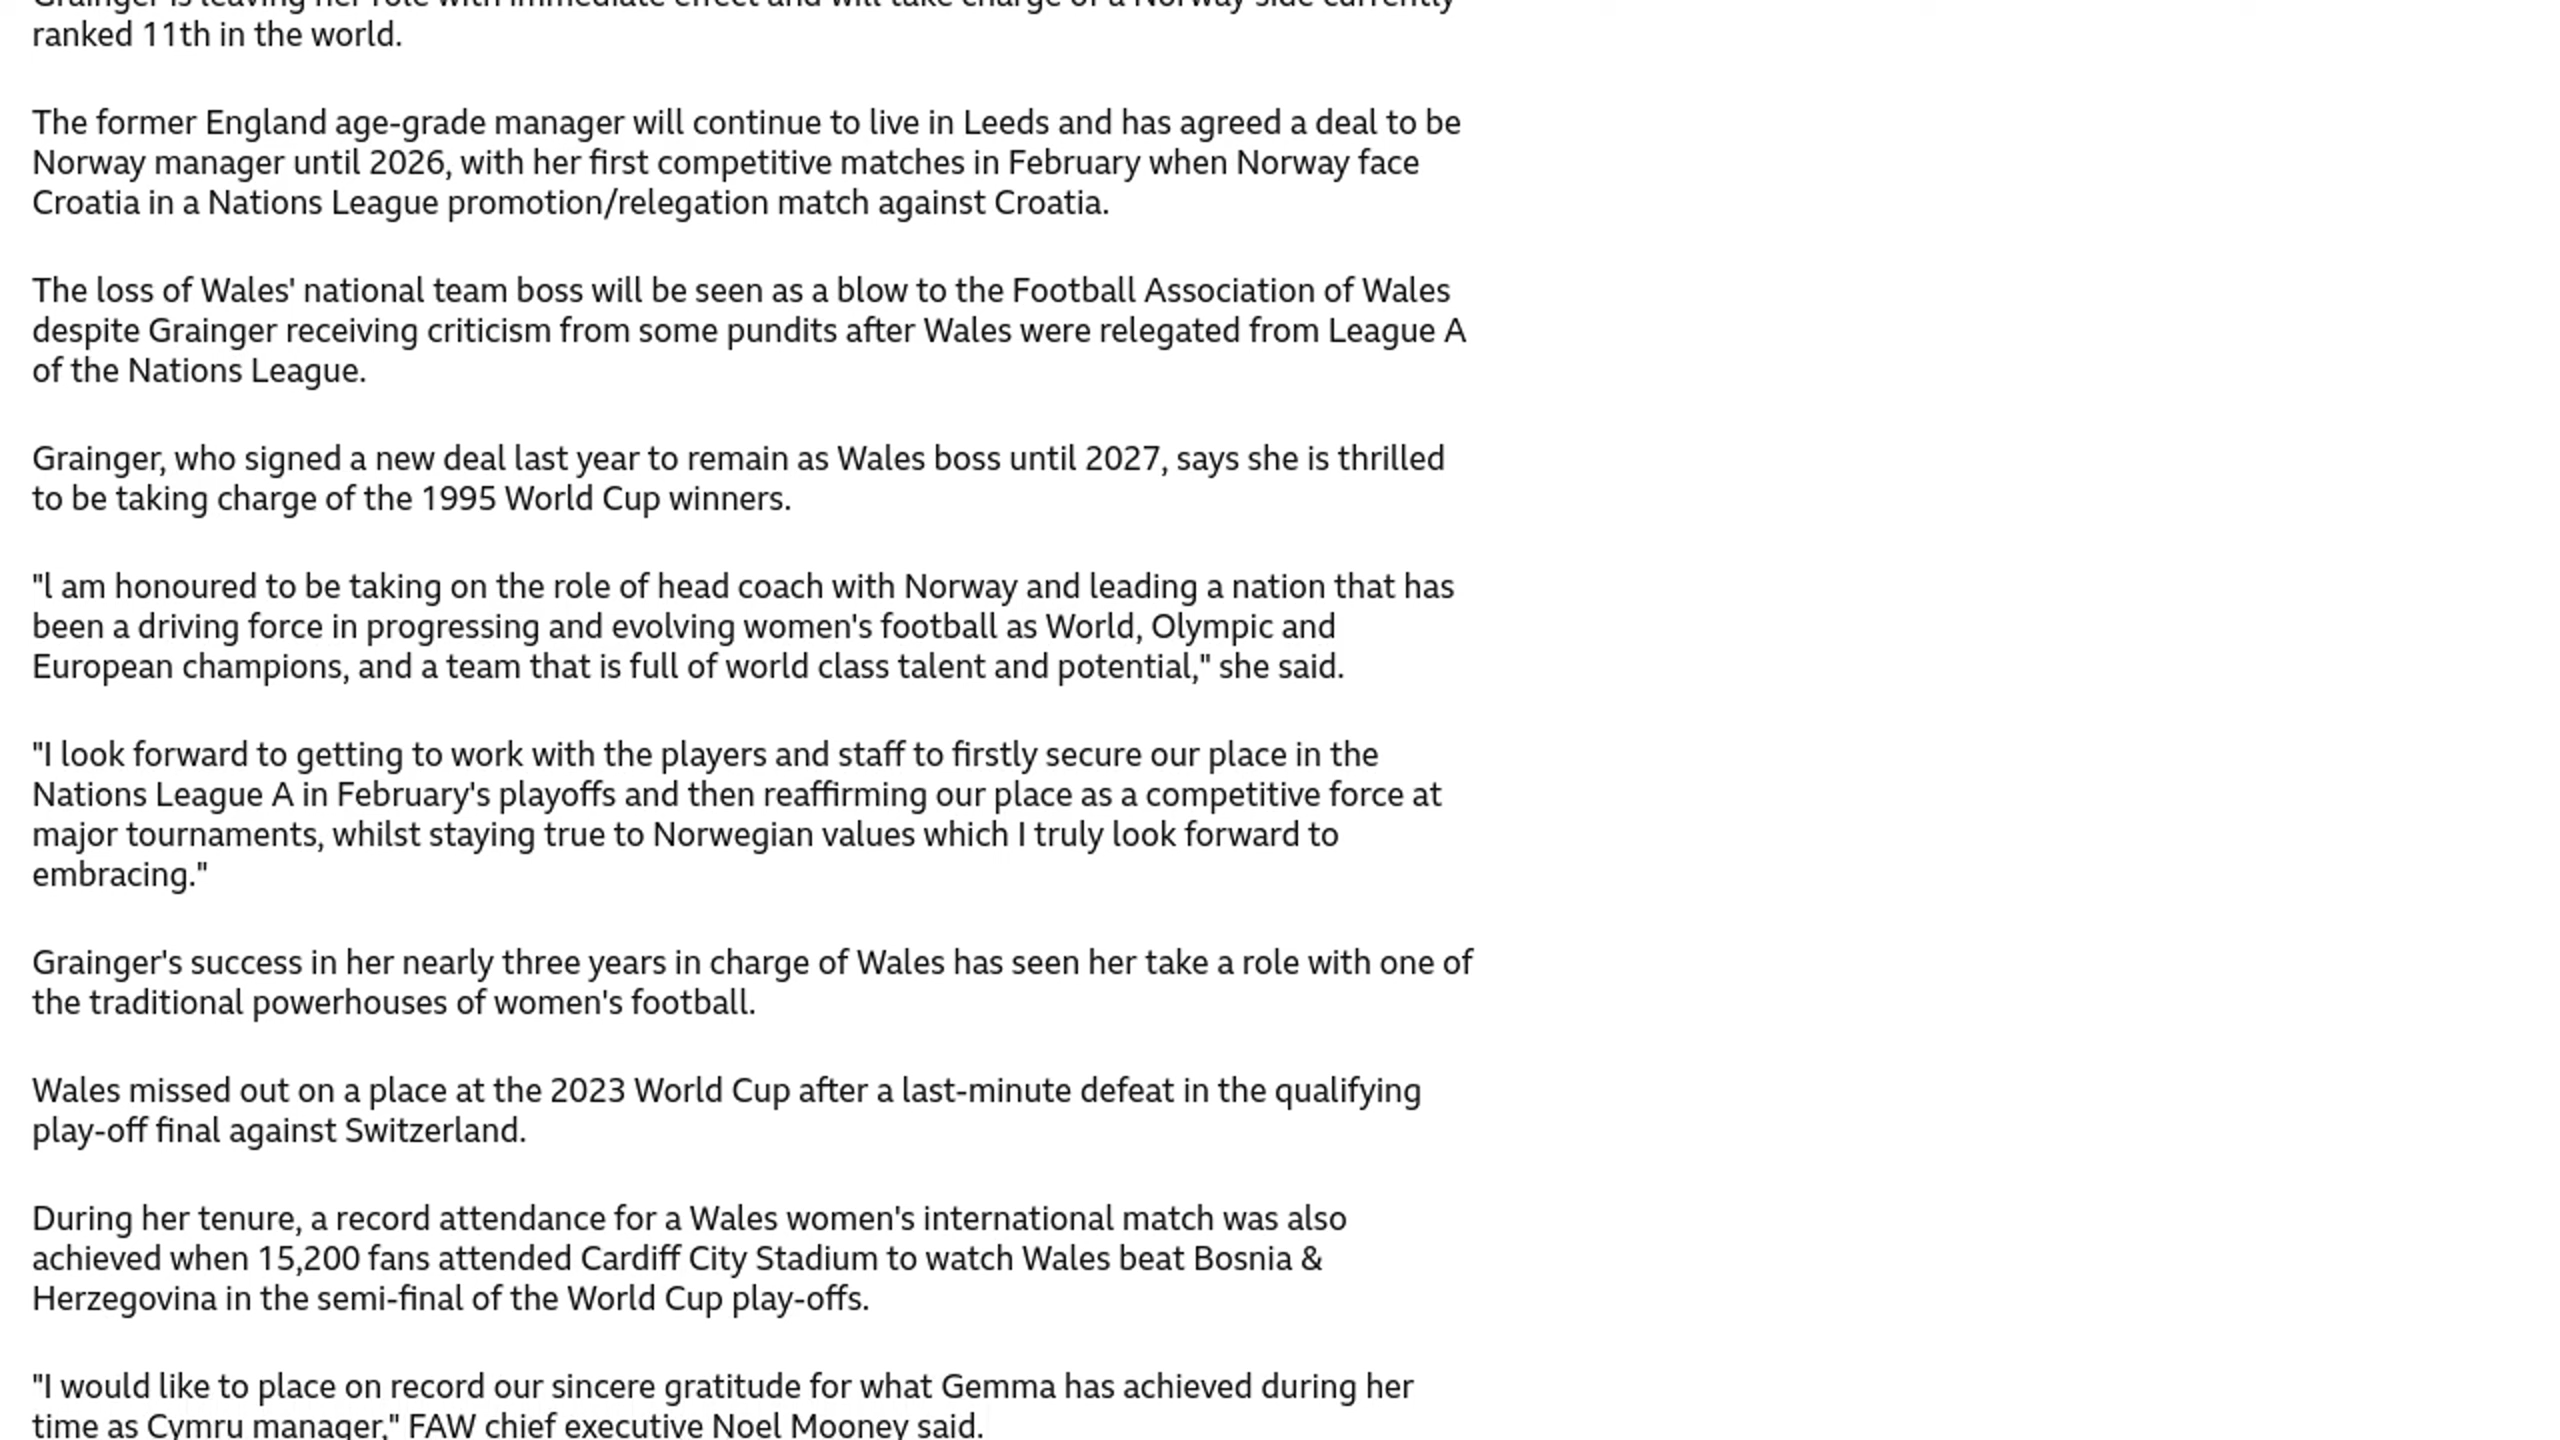 Grainger is leaving her role with immediate effect and will take charge of a Norway side currently
ranked 11th in the world.
The former England age-grade manager will continue to live in Leeds and has agreed a deal to be
Norway manager until 2026, with her first competitive matches in February when Norway face
Croatia in a Nations League promotion/relegation match against Croatia.
The loss of Wales' national team boss will be seen as a blow to the Football Association of Wales
despite Grainger receiving criticism from some pundits after Wales were relegated from League A
of the Nations League.
Grainger, who signed a new deal last year to remain as Wales boss until 2027, says she is thrilled
to be taking charge of the 1995 World Cup winners.
"l am honoured to be taking on the role of head coach with Norway and leading a nation that has
been a driving force in progressing and evolving women's football as World, Olympic and
European champions, and a team that is full of world class talent and potential," she said.
"I look forward to getting to work with the players and staff to firstly secure our place in the
Nations League A in February's playoffs and then reaffirming our place as a competitive force at
major tournaments, whilst staying true to Norwegian values which I truly look forward to
embracing."
Grainger's success in her nearly three years in charge of Wales has seen her take a role with one of
the traditional powerhouses of women's football.
Wales missed out on a place at the 2023 World Cup after a last-minute defeat in the qualifying
play-off final against Switzerland.
During her tenure, a record attendance for a Wales women's international match was also
achieved when 15,200 fans attended Cardiff City Stadium to watch Wales beat Bosnia &
Herzegovina in the semi-final of the World Cup play-offs.
"I would like to place on record our sincere gratitude for what Gemma has achieved during her
time as Cymru manager," FAW chief executive Noel Mooney said.